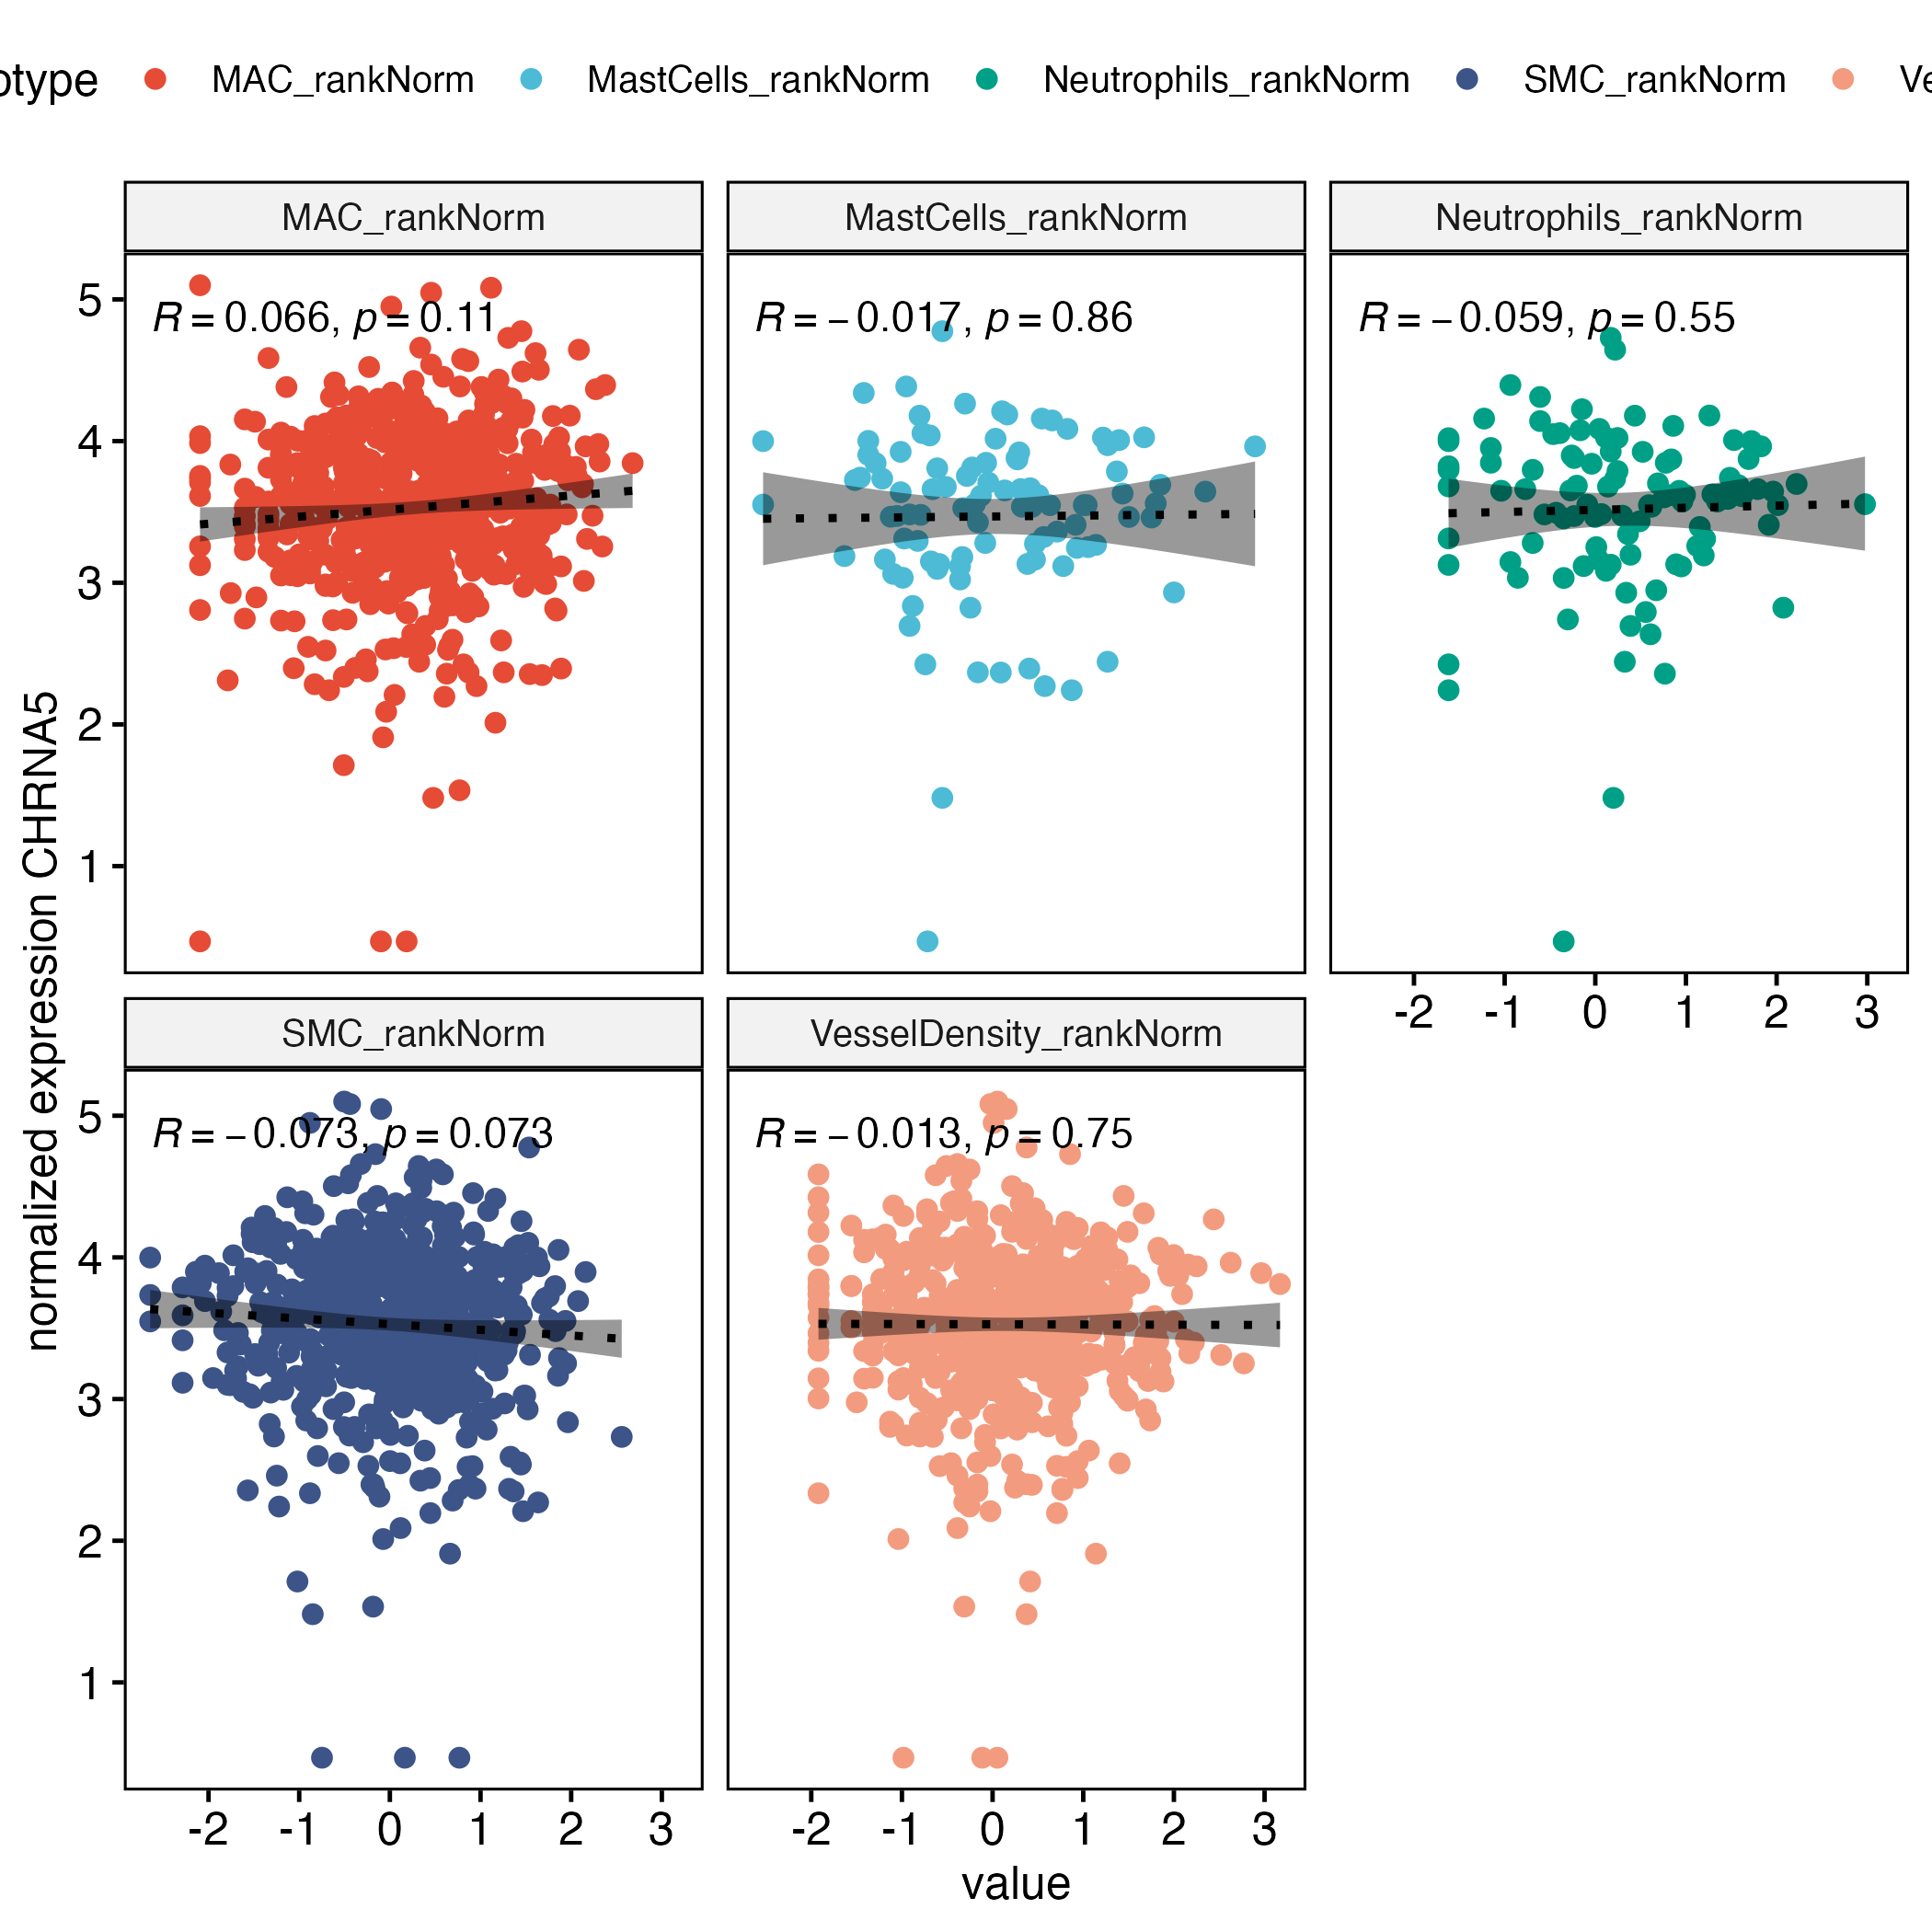 otype MAC_rankNorm MastCells_rankNorm Neutrophils_rankNorm SMC_rankNorm Ve
MAC_rankNorm MastCells_rankNorm Neutrophils_rankNorm
R = 0.066, p = 0.11 R = −0.017, p = 0.86 R = −0.059, p = 0.55
5
4
3
2
1
-2 -1 0 1 2 3
normalized expression CHRNA5
SMC_rankNorm VesselDensity_rankNorm
R = −0.073, p = 0.073 R = −0.013, p = 0.75
5
4
3
2
1
-2 -1 0 1 2 3 -2 -1 0 1 2 3
value